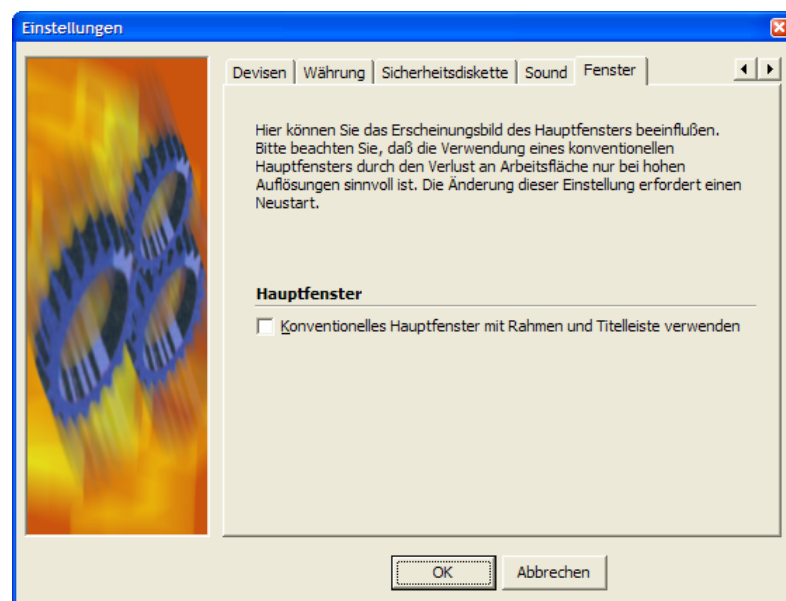 Einstellungen
Devisen Währung Sicherheitsdiskette Sound Fenster
Hier können Sie das Erscheinungsbild des Hauptfensters beeinflußen.
Bitte beachten Sie, daß die Verwendung eines konventionellen
Hauptfensters durch den Verlust an Arbeitsfläche nur bei hohen
Auflösungen sinnvoll ist. Die Änderung dieser Einstellung erfordert einen
Neustart.
Hauptfenster
Konventionelles Hauptfenster mit Rahmen und Titelleiste verwenden
OK Abbrechen